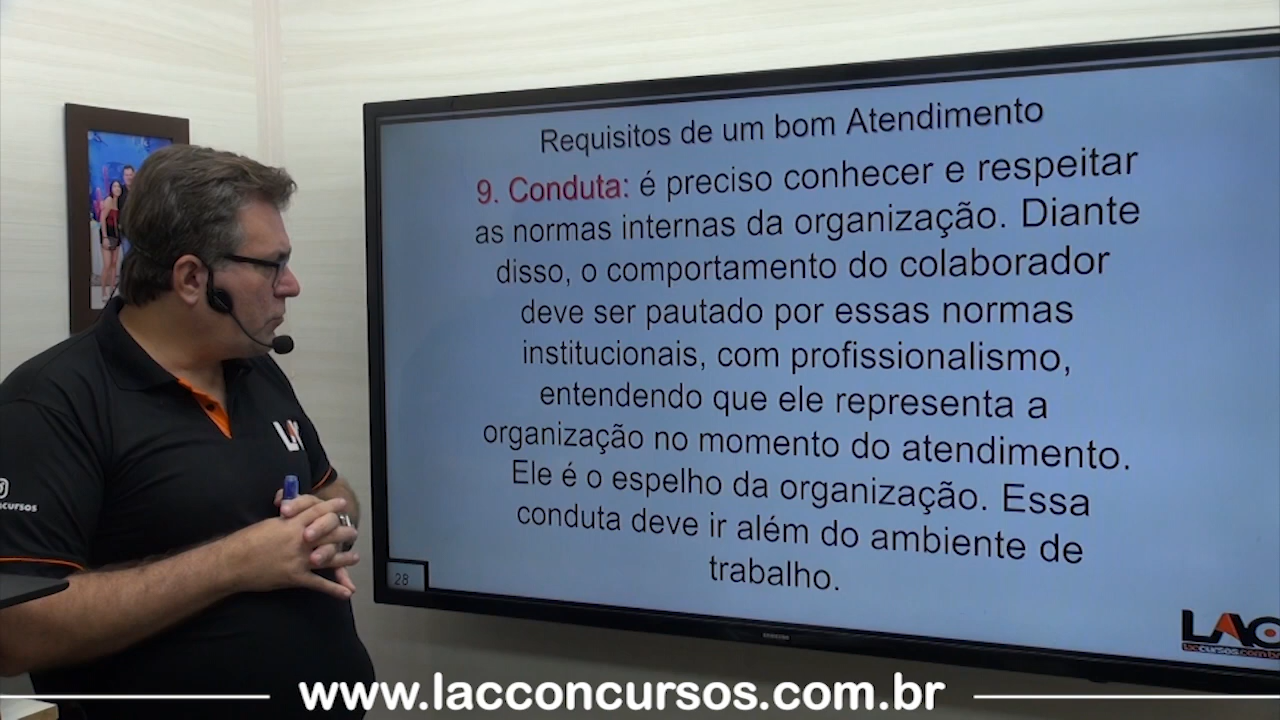 Requisitos de um bom Atendimento
9. Conduta: é preciso conhecer e respeitar
as normas internas da organização. Diante
disso, o comportamento do colaborador
deve ser pautado por essas normas
institucionais, com profissionalismo,
entendendo que ele representa a
organização no momento do atendimento.
Ele é o espelho da organização. Essa
conduta deve ir além do ambiente de
trabalho.
28
LAC
www.lacconcursos.com.br